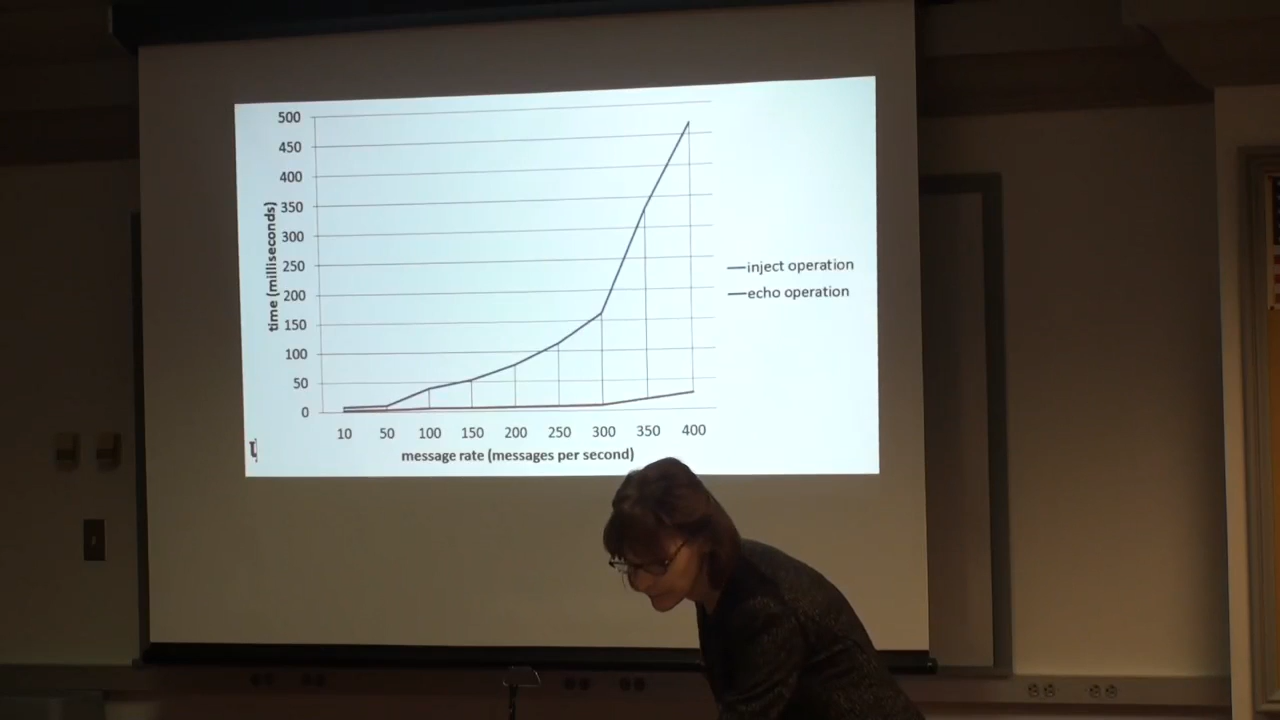 500
450
400
350
300
250
200
150
100
50
0
time (milliseconds)
10 50 100 150 200 250 300 350 400
message rate (messages per second)
inject operation
echo operation